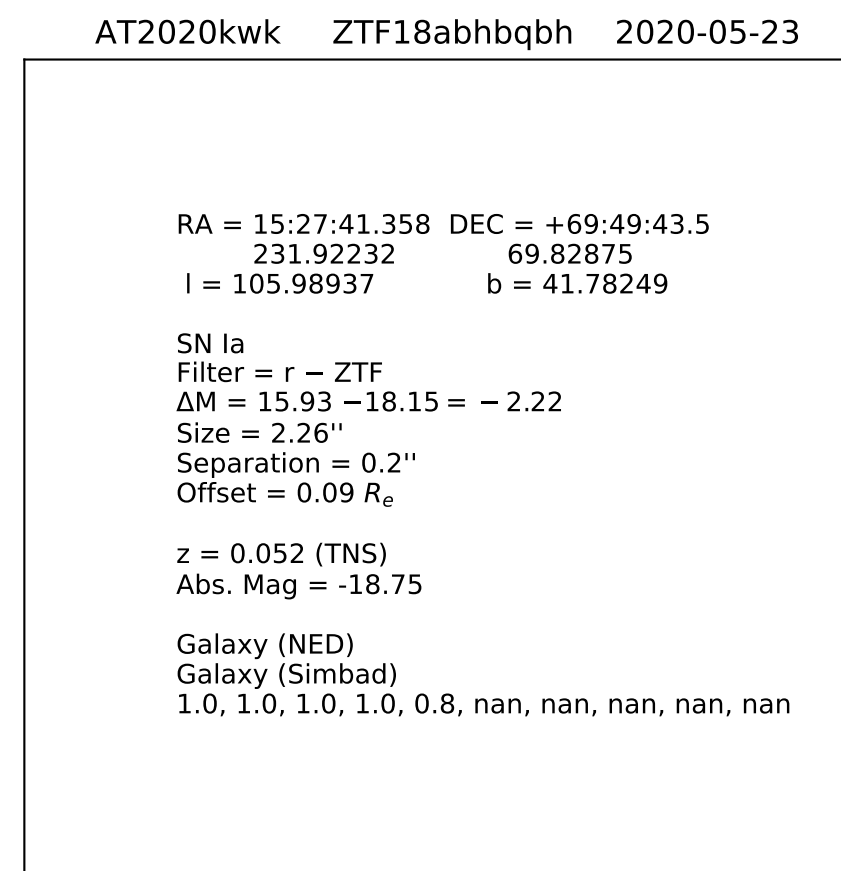 AT2020kwk ZTF18abhbqbh 2020-05-23
RA = 15:27:41.358 DEC = +69:49:43.5
231.92232 69.82875
l = 105.98937 b = 41.78249
SN Ia
Filter = r − ZTF
ΔM = 15.93 −18.15 = − 2.22
Size = 2.26''
Separation = 0.2''
Offset = 0.09 Re
z = 0.052 (TNS)
Abs. Mag = -18.75
Galaxy (NED)
Galaxy (Simbad)
1.0, 1.0, 1.0, 1.0, 0.8, nan, nan, nan, nan, nan